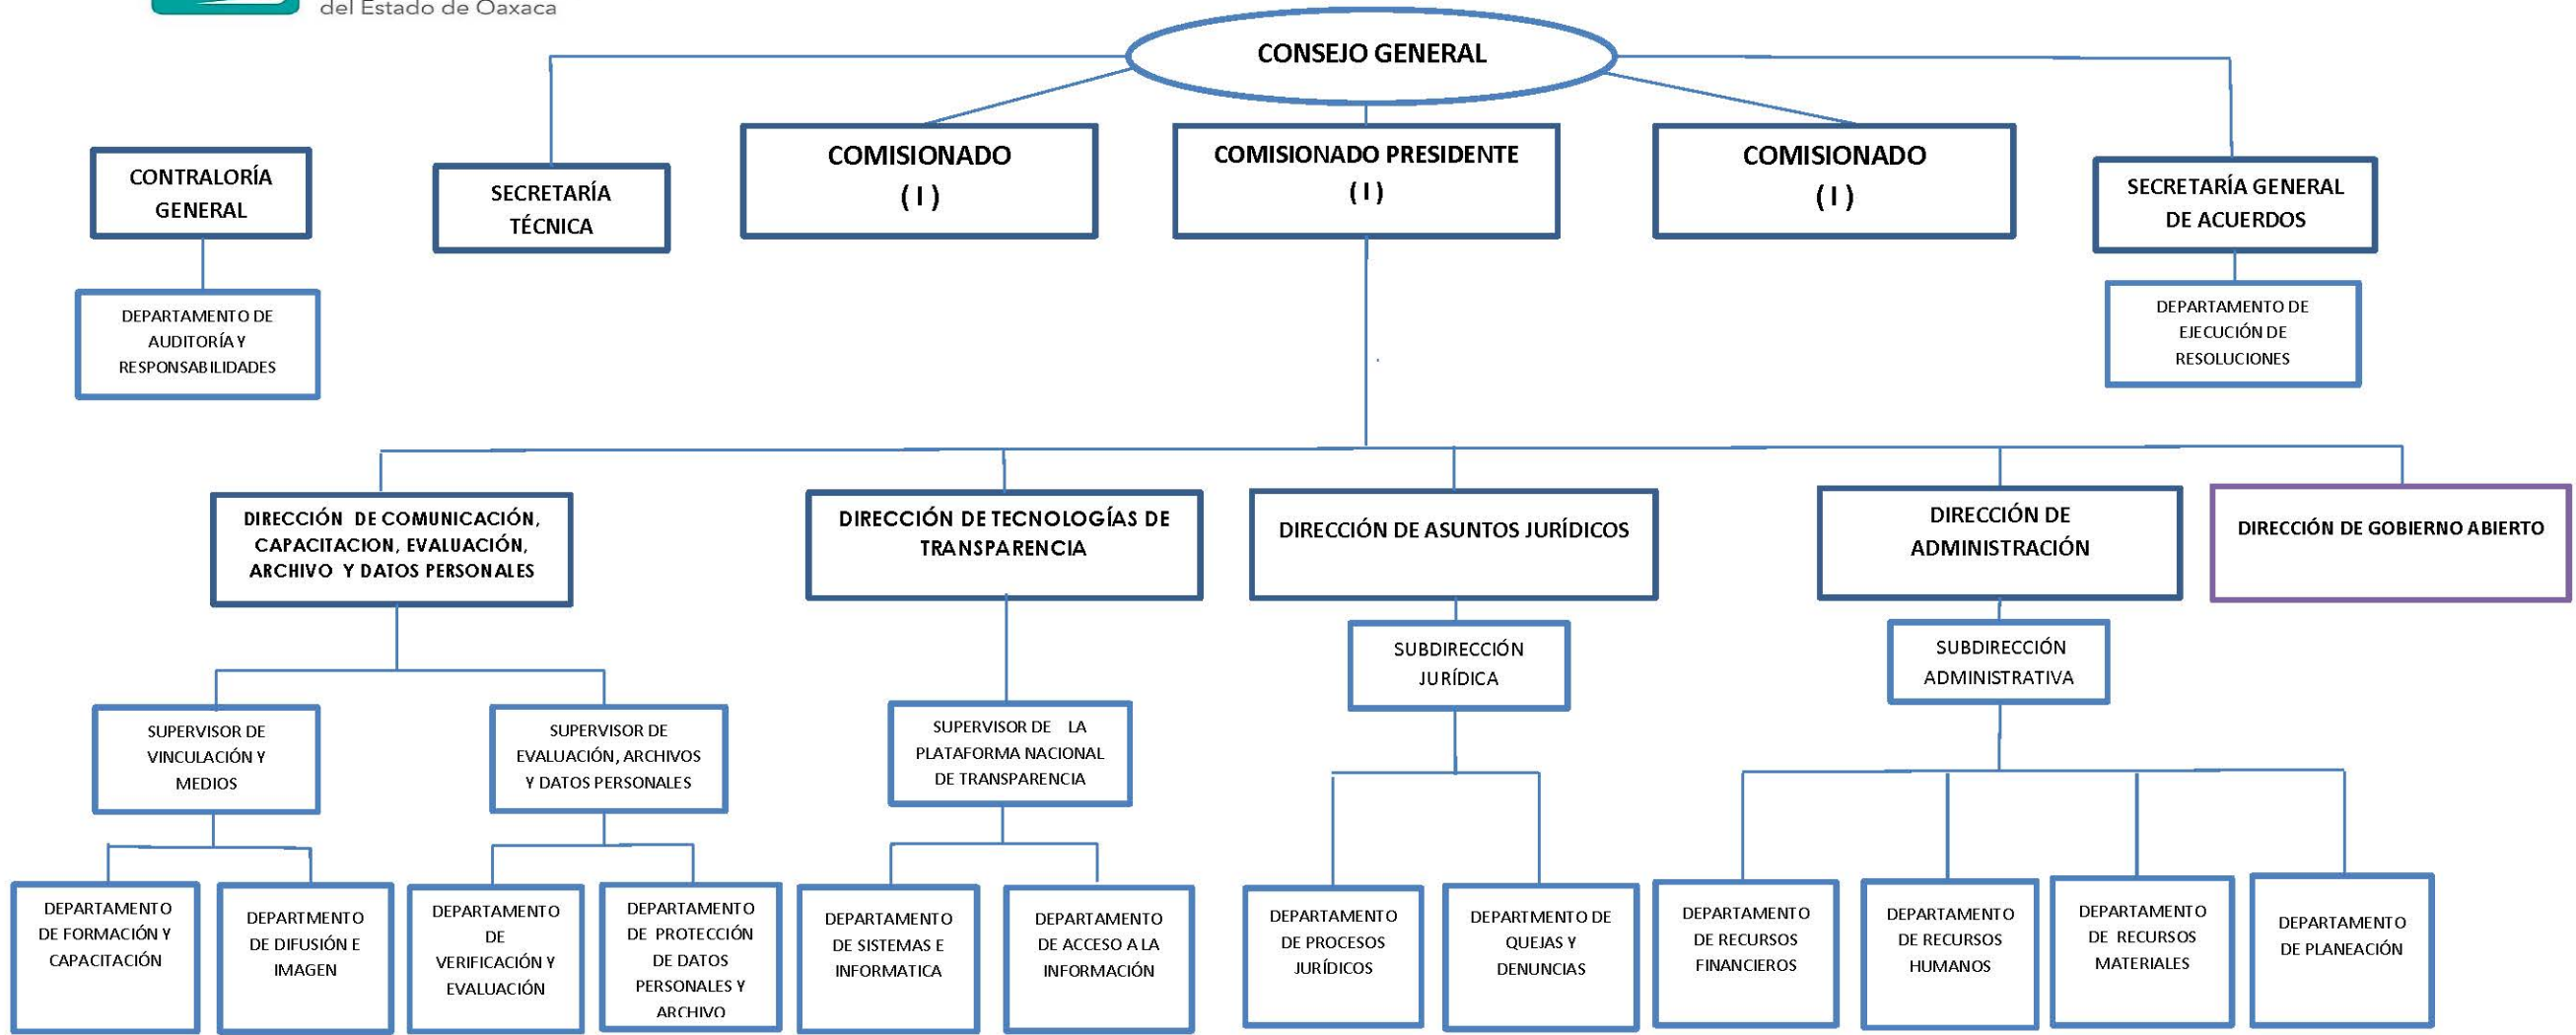 del Estado de Oaxaca
CONSEJO GENERAL
CONTRALORÍA
GENERAL
SECRETARÍA
TÉCNICA
COMISIONADO
( I )
COMISIONADO PRESIDENTE
( I )
COMISIONADO
( I )
SECRETARÍA GENERAL
DE ACUERDOS
DEPARTAMENTO DE
AUDITORÍA Y
RESPONSABILIDADES
DEPARTAMENTO DE
EJECUCIÓN DE
RESOLUCIONES
DIRECCIÓN DE COMUNICACIÓN,
CAPACITACION, EVALUACIÓN,
ARCHIVO Y DATOS PERSONALES
DIRECCIÓN DE TECNOLOGÍAS DE
TRANSPARENCIA
DIRECCIÓN DE ASUNTOS JURÍDICOS
DIRECCIÓN DE
ADMINISTRACIÓN
DIRECCIÓN DE GOBIERNO ABIERTO
SUBDIRECCIÓN
JURÍDICA
SUBDIRECCIÓN
ADMINISTRATIVA
SUPERVISOR DE
VINCULACIÓN Y
MEDIOS
SUPERVISOR DE
EVALUACIÓN, ARCHIVOS
Y DATOS PERSONALES
SUPERVISOR DE LA
PLATAFORMA NACIONAL
DE TRANSPARENCIA
DEPARTAMENTO
DE FORMACIÓN Y
CAPACITACIÓN
DEPARTMENTO
DE DIFUSIÓN E
IMAGEN
DEPARTAMENTO
DE
VERIFICACIÓN Y
EVALUACIÓN
DEPARTAMENTO
DE PROTECCIÓN
DE DATOS
PERSONALES Y
ARCHIVO
DEPARTAMENTO
DE SISTEMAS E
INFORMATICA
DEPARTAMENTO
DE ACCESO A LA
INFORMACIÓN
DEPARTAMENTO
DE PROCESOS
JURÍDICOS
DEPARTMENTO DE
QUEJAS Y
DENUNCIAS
DEPARTAMENTO
DE RECURSOS
FINANCIEROS
DEPARTAMENTO
DE RECURSOS
HUMANOS
DEPARTAMENTO
DE RECURSOS
MATERIALES
DEPARTAMENTO
DE PLANEACIÓN